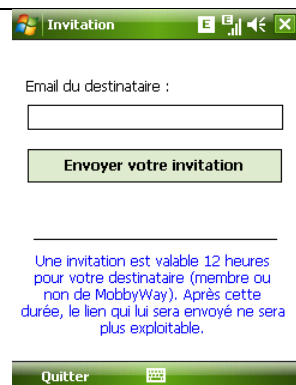 Invitation E E
Email du destinataire :
Envoyer votre invitation
Une invitation est valable 12 heures
pour votre destinataire (membre ou
non de MobbyWay). Après cette
durée, le lien qui lui sera envoyé ne sera
plus exploitable.
Quitter